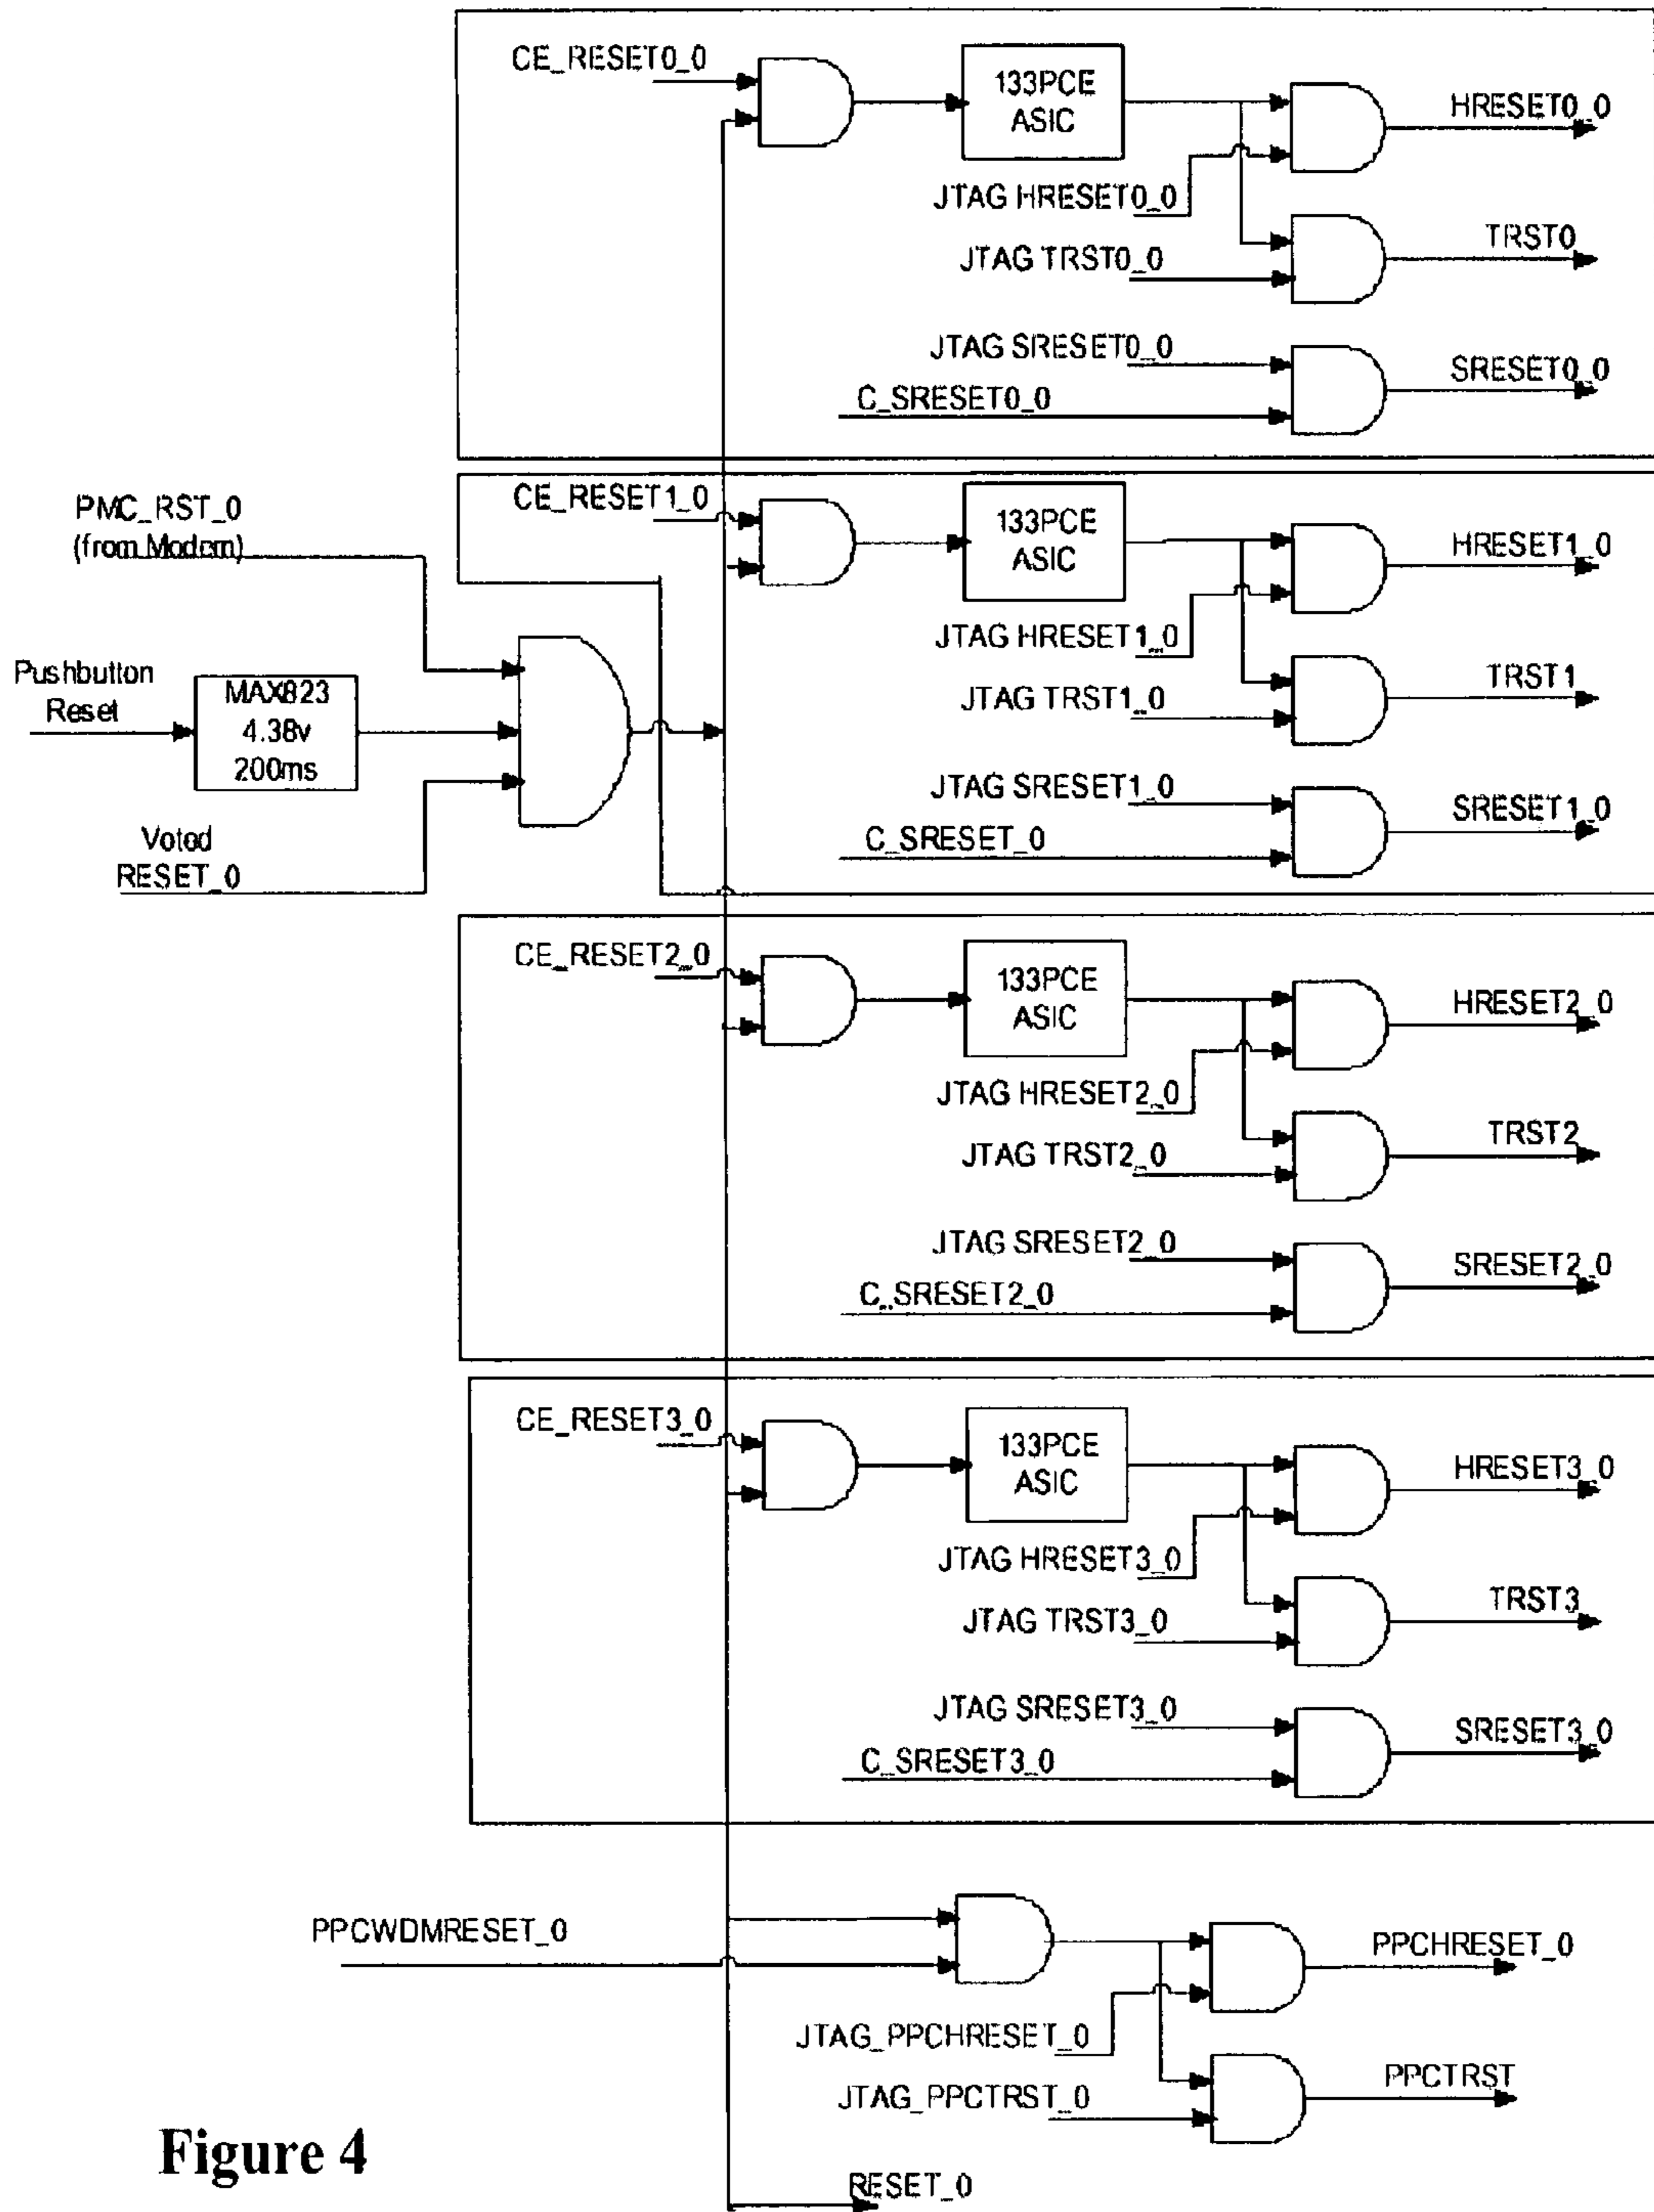 CE_RESET0_0
133PCE
ASIC
HRESET0_0
JTAG HRESET0_0
TRST0
JTAG TRST0_0
JTAG SRESET0_0
SRESET0_0
C_SRESET0_0
PMC_RST_0
(from Modem)
CE_RESET1_0
133PCE
ASIC
HRESET1_0
JTAG HRESET1_0
Pushbutton
Reset
MAX823
4.38v
200ms
TRST1
JTAG TRST1_0
JTAG SRESET1_0
SRESET1_0
C_SRESET_0
Voted
RESET_0
CE_RESET2_0
133PCE
ASIC
HRESET2_0
JTAG HRESET2_0
TRST2
JTAG TRST2_0
JTAG SRESET2_0
SRESET2_0
C_SRESET2_0
CE_RESET3_0
133PCE
ASIC
HRESET3_0
JTAG HRESET3_0
TRST3
JTAG TRST3_0
JTAG SRESET3_0
SRESET3_0
C_SRESET3_0
PPCWDMRESET_0
PPCHRESET_0
JTAG_PPCHRESET_0
PPCTRST
JTAG_PPCTRST_0
Figure 4
RESET_0